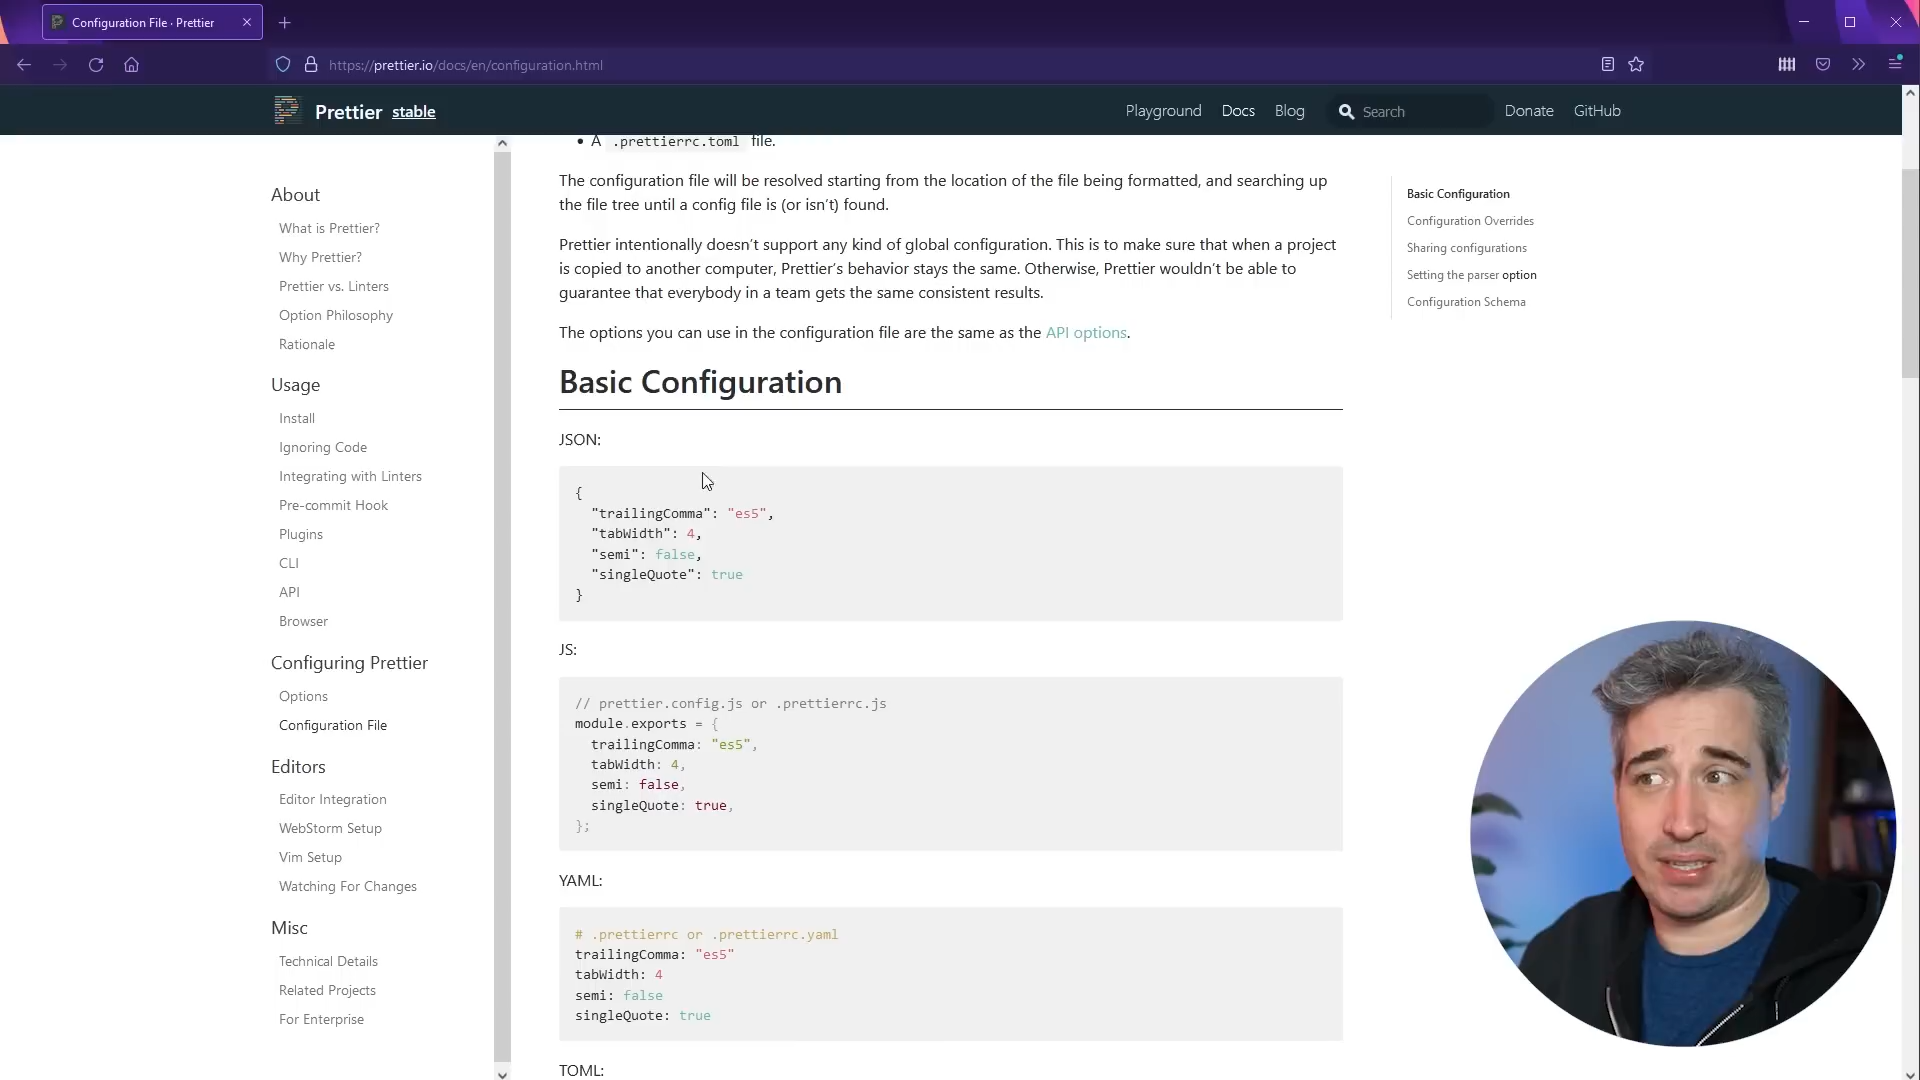 Configuration File · Prettier
https://prettier.io/docs/en/configuration.html
Prettier stable
Playground
Docs
Blog
Search
Donate
GitHub
About
What is Prettier?
Why Prettier?
Prettier vs. Linters
Option Philosophy
Rationale
Usage
Install
Ignoring Code
Integrating with Linters
Pre-commit Hook
Plugins
CLI
API
Browser
Configuring Prettier
Options
Configuration File
Editors
Editor Integration
WebStorm Setup
Vim Setup
Watching For Changes
Misc
Technical Details
Related Projects
For Enterprise
• A .prettierrc.toml file.
The configuration file will be resolved starting from the location of the file being formatted, and searching up
the file tree until a config file is (or isn’t) found.
Prettier intentionally doesn’t support any kind of global configuration. This is to make sure that when a project
is copied to another computer, Prettier’s behavior stays the same. Otherwise, Prettier wouldn’t be able to
guarantee that everybody in a team gets the same consistent results.
The options you can use in the configuration file are the same as the API options.
Basic Configuration
JSON:
{
"trailingComma": "es5",
"tabWidth": 4,
"semi": false,
"singleQuote": true
}
JS:
// prettier.config.js or .prettierrc.js
module.exports = {
trailingComma: "es5",
tabWidth: 4,
semi: false,
singleQuote: true,
};
YAML:
# .prettierrc or .prettierrc.yaml
trailingComma: "es5"
tabWidth: 4
semi: false
singleQuote: true
TOML:
Basic Configuration
Configuration Overrides
Sharing configurations
Setting the parser option
Configuration Schema